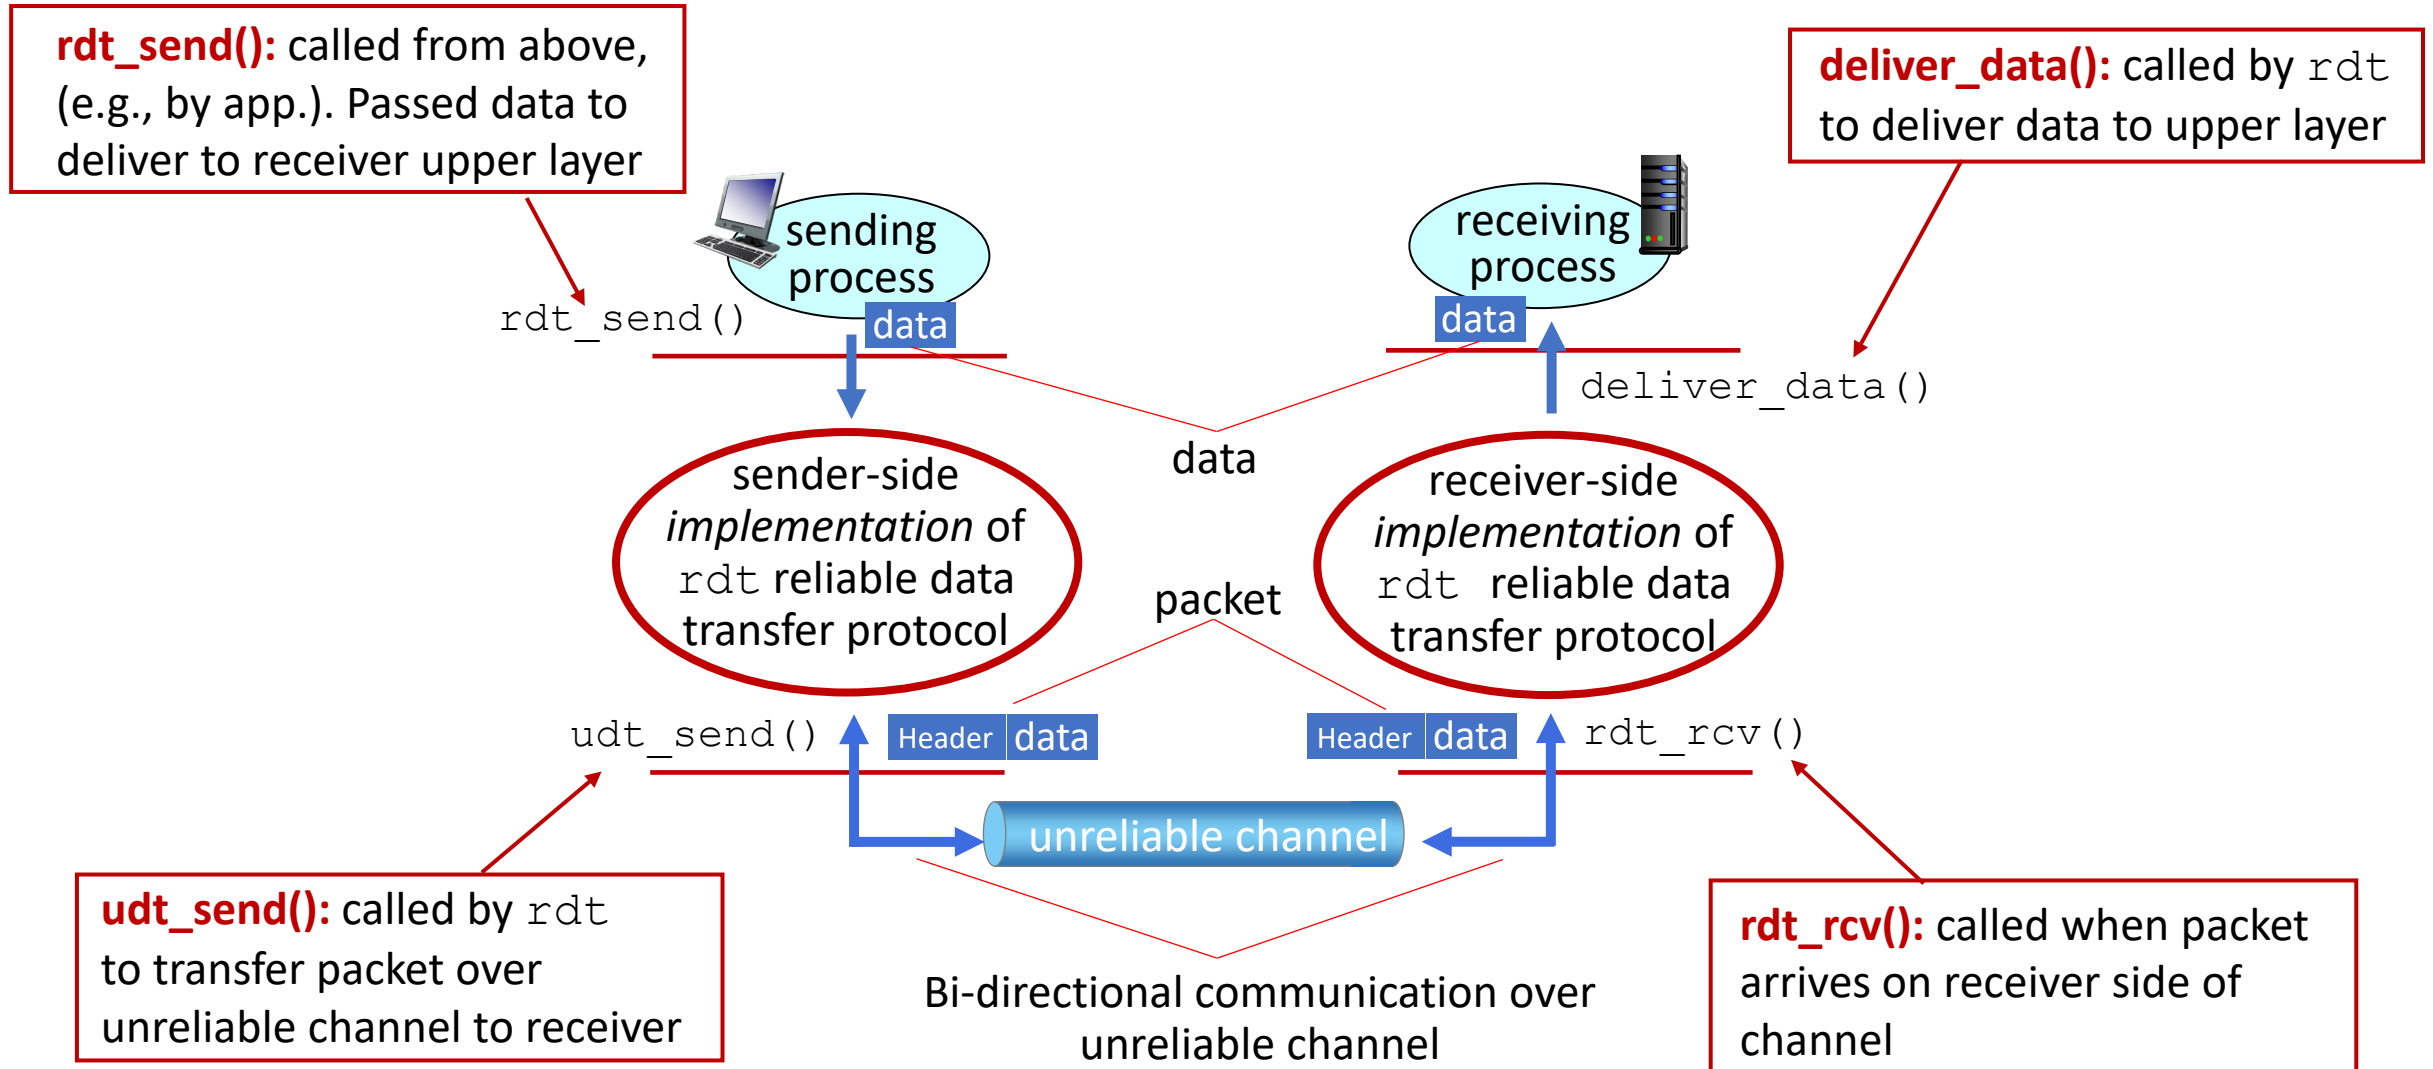 rdt_send(): called from above,
(e.g., by app.). Passed data to
deliver to receiver upper layer
deliver_data(): called by rdt
to deliver data to upper layer
sending
process
receiving
process
rdt_send()
data
data
deliver_data()
data
sender-side
implementation of
rdt reliable data
transfer protocol
receiver-side
implementation of
rdt reliable data
transfer protocol
packet
udt_send()
Header data
Header data
rdt_rcv()
unreliable channel
udt_send(): called by rdt
to transfer packet over
unreliable channel to receiver
Bi-directional communication over
unreliable channel
rdt_rcv(): called when packet
arrives on receiver side of
channel